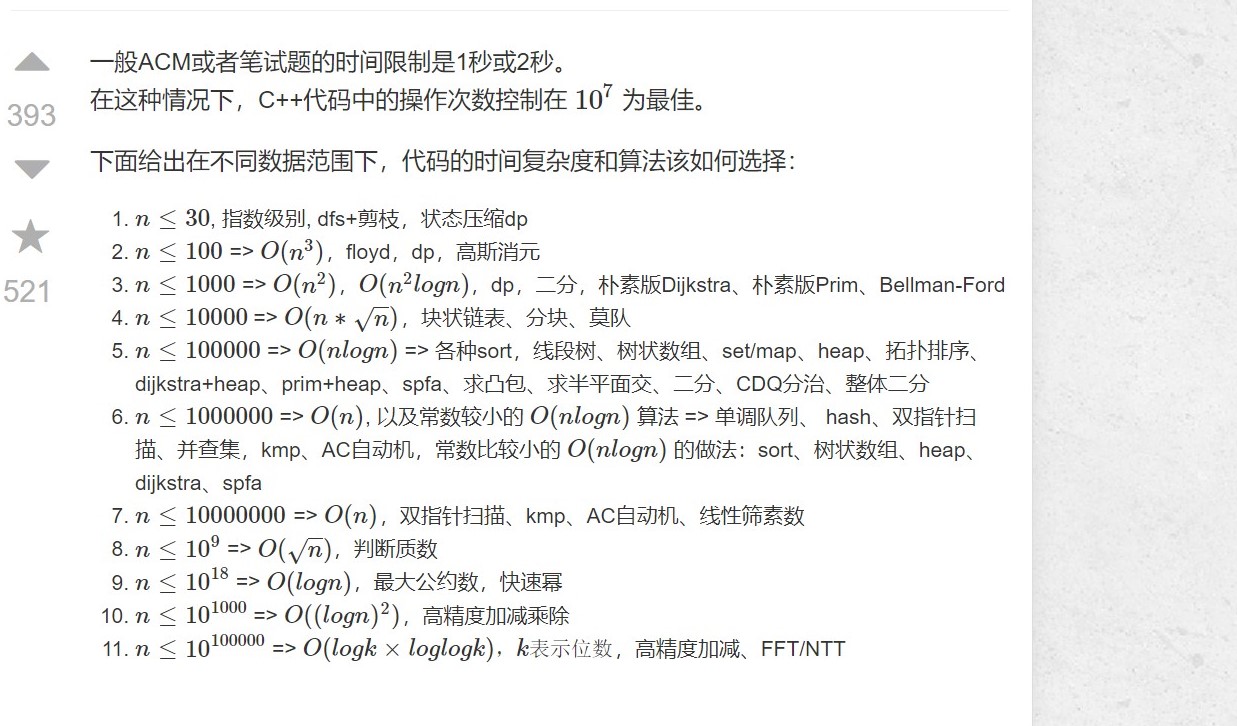 一般ACM或者笔试题的时间限制是1秒或2秒。
393
在这种情况下，C++代码中的操作次数控制在 10^7 为最佳。
下面给出在不同数据范围下，代码的时间复杂度和算法该如何选择：
521
1. n ≤ 30, 指数级别, dfs+剪枝，状态压缩dp
2. n ≤ 100 => O(n^3)，floyd，dp，高斯消元
3. n ≤ 1000 => O(n^2)，O(n^2logn)，dp，二分，朴素版Dijkstra、朴素版Prim、Bellman-Ford
4. n ≤ 10000 => O(n * √n)，块状链表、分块、莫队
5. n ≤ 100000 => O(nlogn) => 各种sort，线段树、树状数组、set/map、heap、拓扑排序、
dijkstra+heap、prim+heap、spfa、求凸包、求半平面交、二分、CDQ分治、整体二分
6. n ≤ 1000000 => O(n), 以及常数较小的 O(nlogn) 算法 => 单调队列、 hash、双指针扫
描、并查集，kmp、AC自动机，常数比较小的 O(nlogn) 的做法：sort、树状数组、heap、
dijkstra、spfa
7. n ≤ 10000000 => O(n)，双指针扫描、kmp、AC自动机、线性筛素数
8. n ≤ 10^9 => O(√n)，判断质数
9. n ≤ 10^18 => O(logn)，最大公约数，快速幂
10. n ≤ 10^1000 => O((logn)^2)，高精度加减乘除
11. n ≤ 10^100000 => O(logk × loglogk)，k表示位数，高精度加减、FFT/NTT